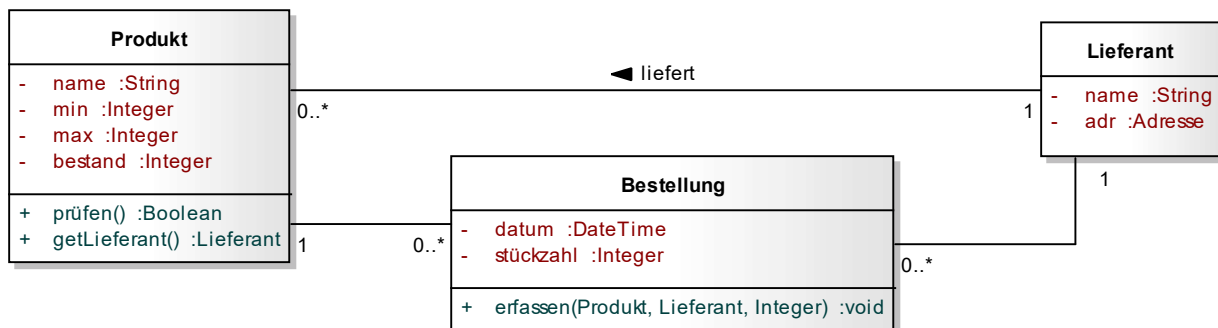 Produkt
- name :String
- min :Integer
- max :Integer
- bestand :Integer
+ prüfen() :Boolean
+ getLieferant() :Lieferant
liefert
0..*
1
Lieferant
- name :String
- adr :Adresse
1
0..*
1
0..*
Bestellung
- datum :DateTime
- stückzahl :Integer
+ erfassen(Produkt, Lieferant, Integer) :void